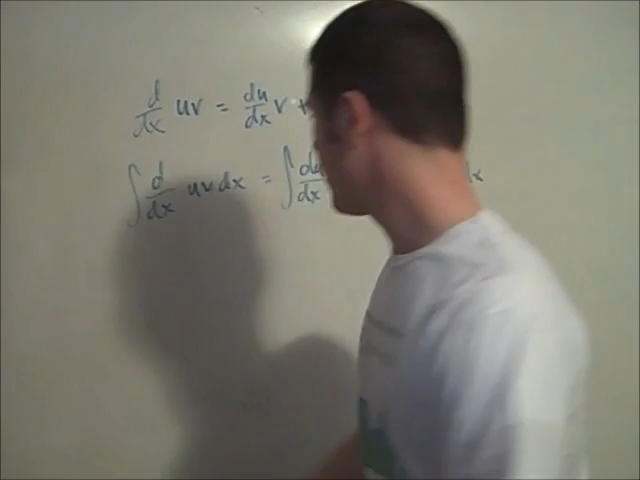 d/dx uv = du/dx v +
∫ d/dx uv dx = ∫ du/dx dx